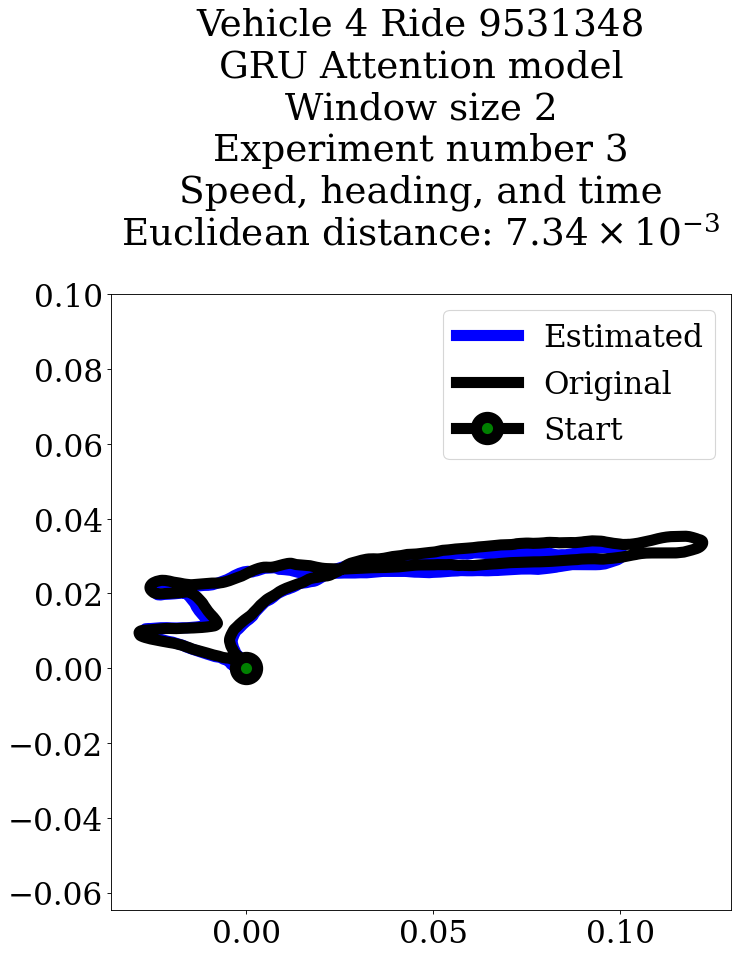 Vehicle 4 Ride 9531348
GRU Attention model
Window size 2
Experiment number 3
Speed, heading, and time
Euclidean distance: 7.34 × 10⁻³
0.10
Estimated
0.08
Original
0.06
Start
0.04
0.02
0.00
−0.02
−0.04
−0.06
0.00 0.05 0.10